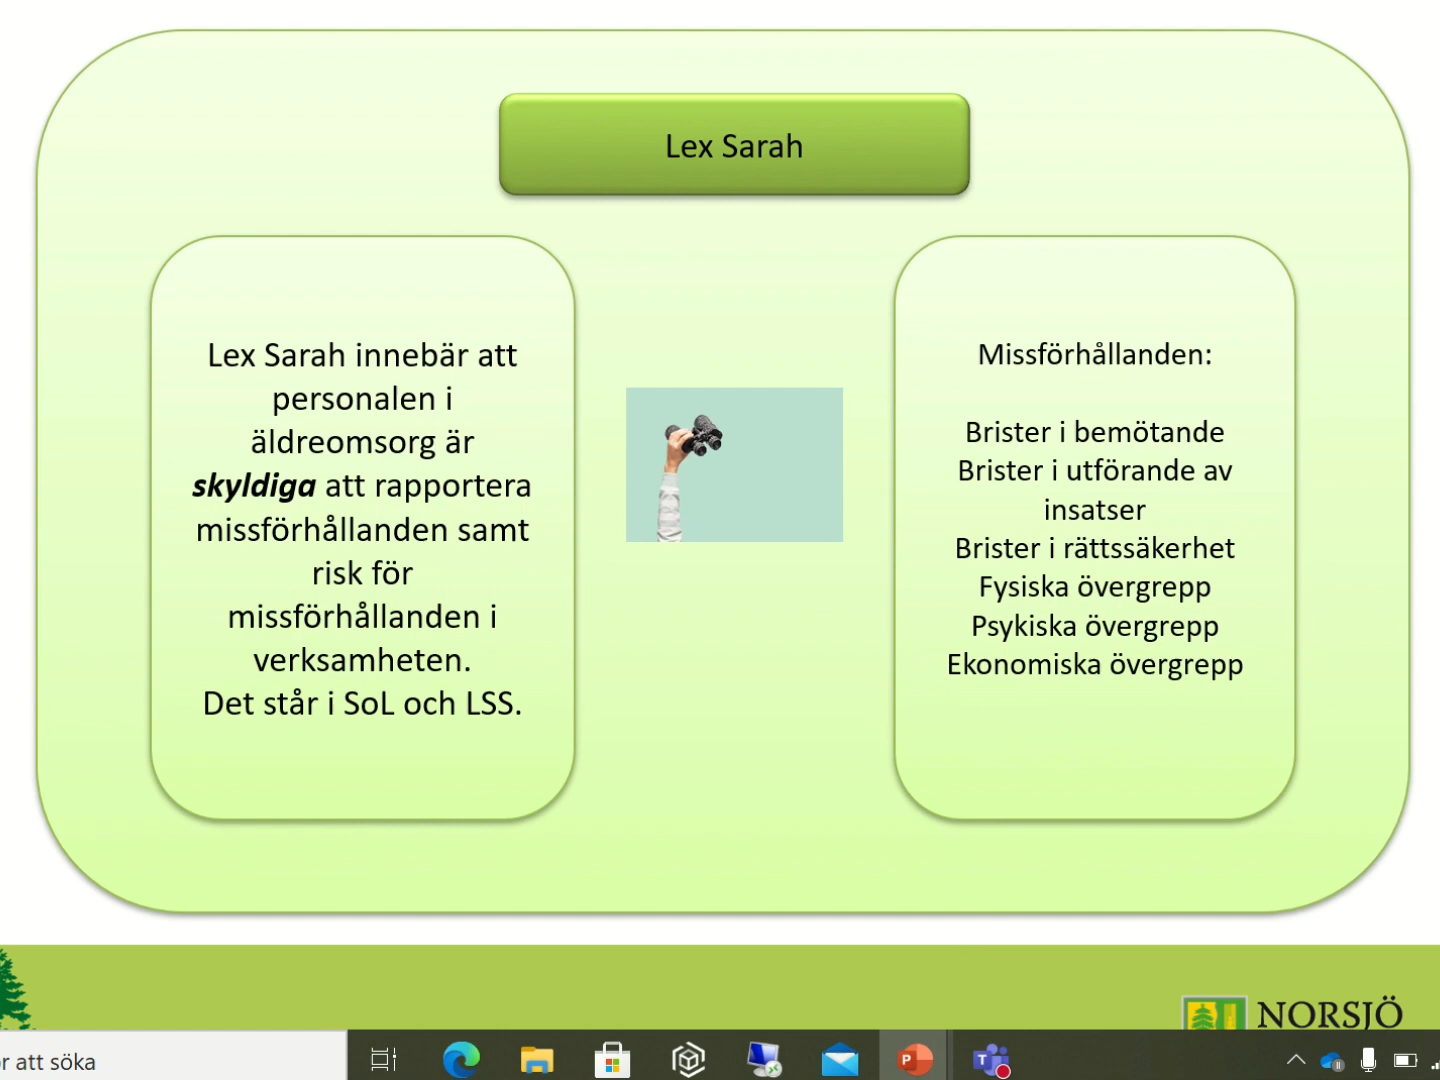 Lex Sarah
Lex Sarah innebär att
personalen i
äldreomsorg är
skyldiga att rapportera
missförhållanden samt
risk för
missförhållanden i
verksamheten.
Det står i SoL och LSS.
Missförhållanden:
Brister i bemötande
Brister i utförande av
insatser
Brister i rättssäkerhet
Fysiska övergrepp
Psykiska övergrepp
Ekonomiska övergrepp
NORSJÖ
r att söka